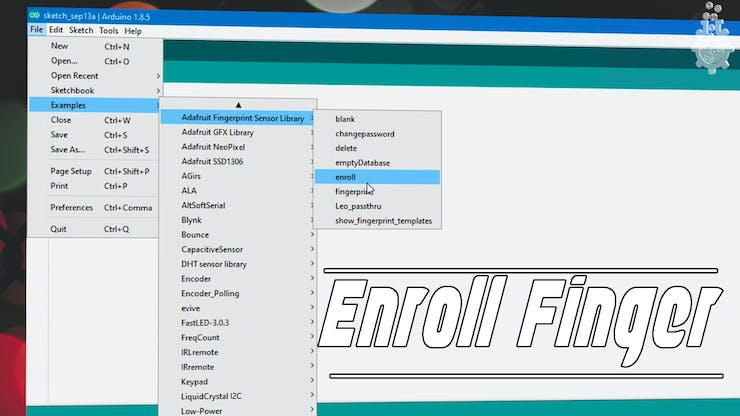 sketch_sep13a | Arduino 1.8.5
File Edit Sketch Tools Help
New Ctrl+N
Open... Ctrl+O
Open Recent
Sketchbook
Examples
Close Ctrl+W
Save Ctrl+S
Save As... Ctrl+Shift+S
Page Setup Ctrl+Shift+P
Print Ctrl+P
Preferences Ctrl+Comma
Quit Ctrl+Q
Adafruit Fingerprint Sensor Library
Adafruit GFX Library
Adafruit NeoPixel
Adafruit SSD1306
AGirs
ALA
AltSoftSerial
Blynk
Bounce
CapacitiveSensor
DHT sensor library
Encoder
Encoder_Polling
evive
FastLED-3.0.3
FreqCount
IRLremote
IRremote
Keypad
LiquidCrystal I2C
Low-Power
blank
changepassword
delete
emptyDatabase
enroll
fingerprint
Leo_passthru
show_fingerprint_templates
Enroll Finger